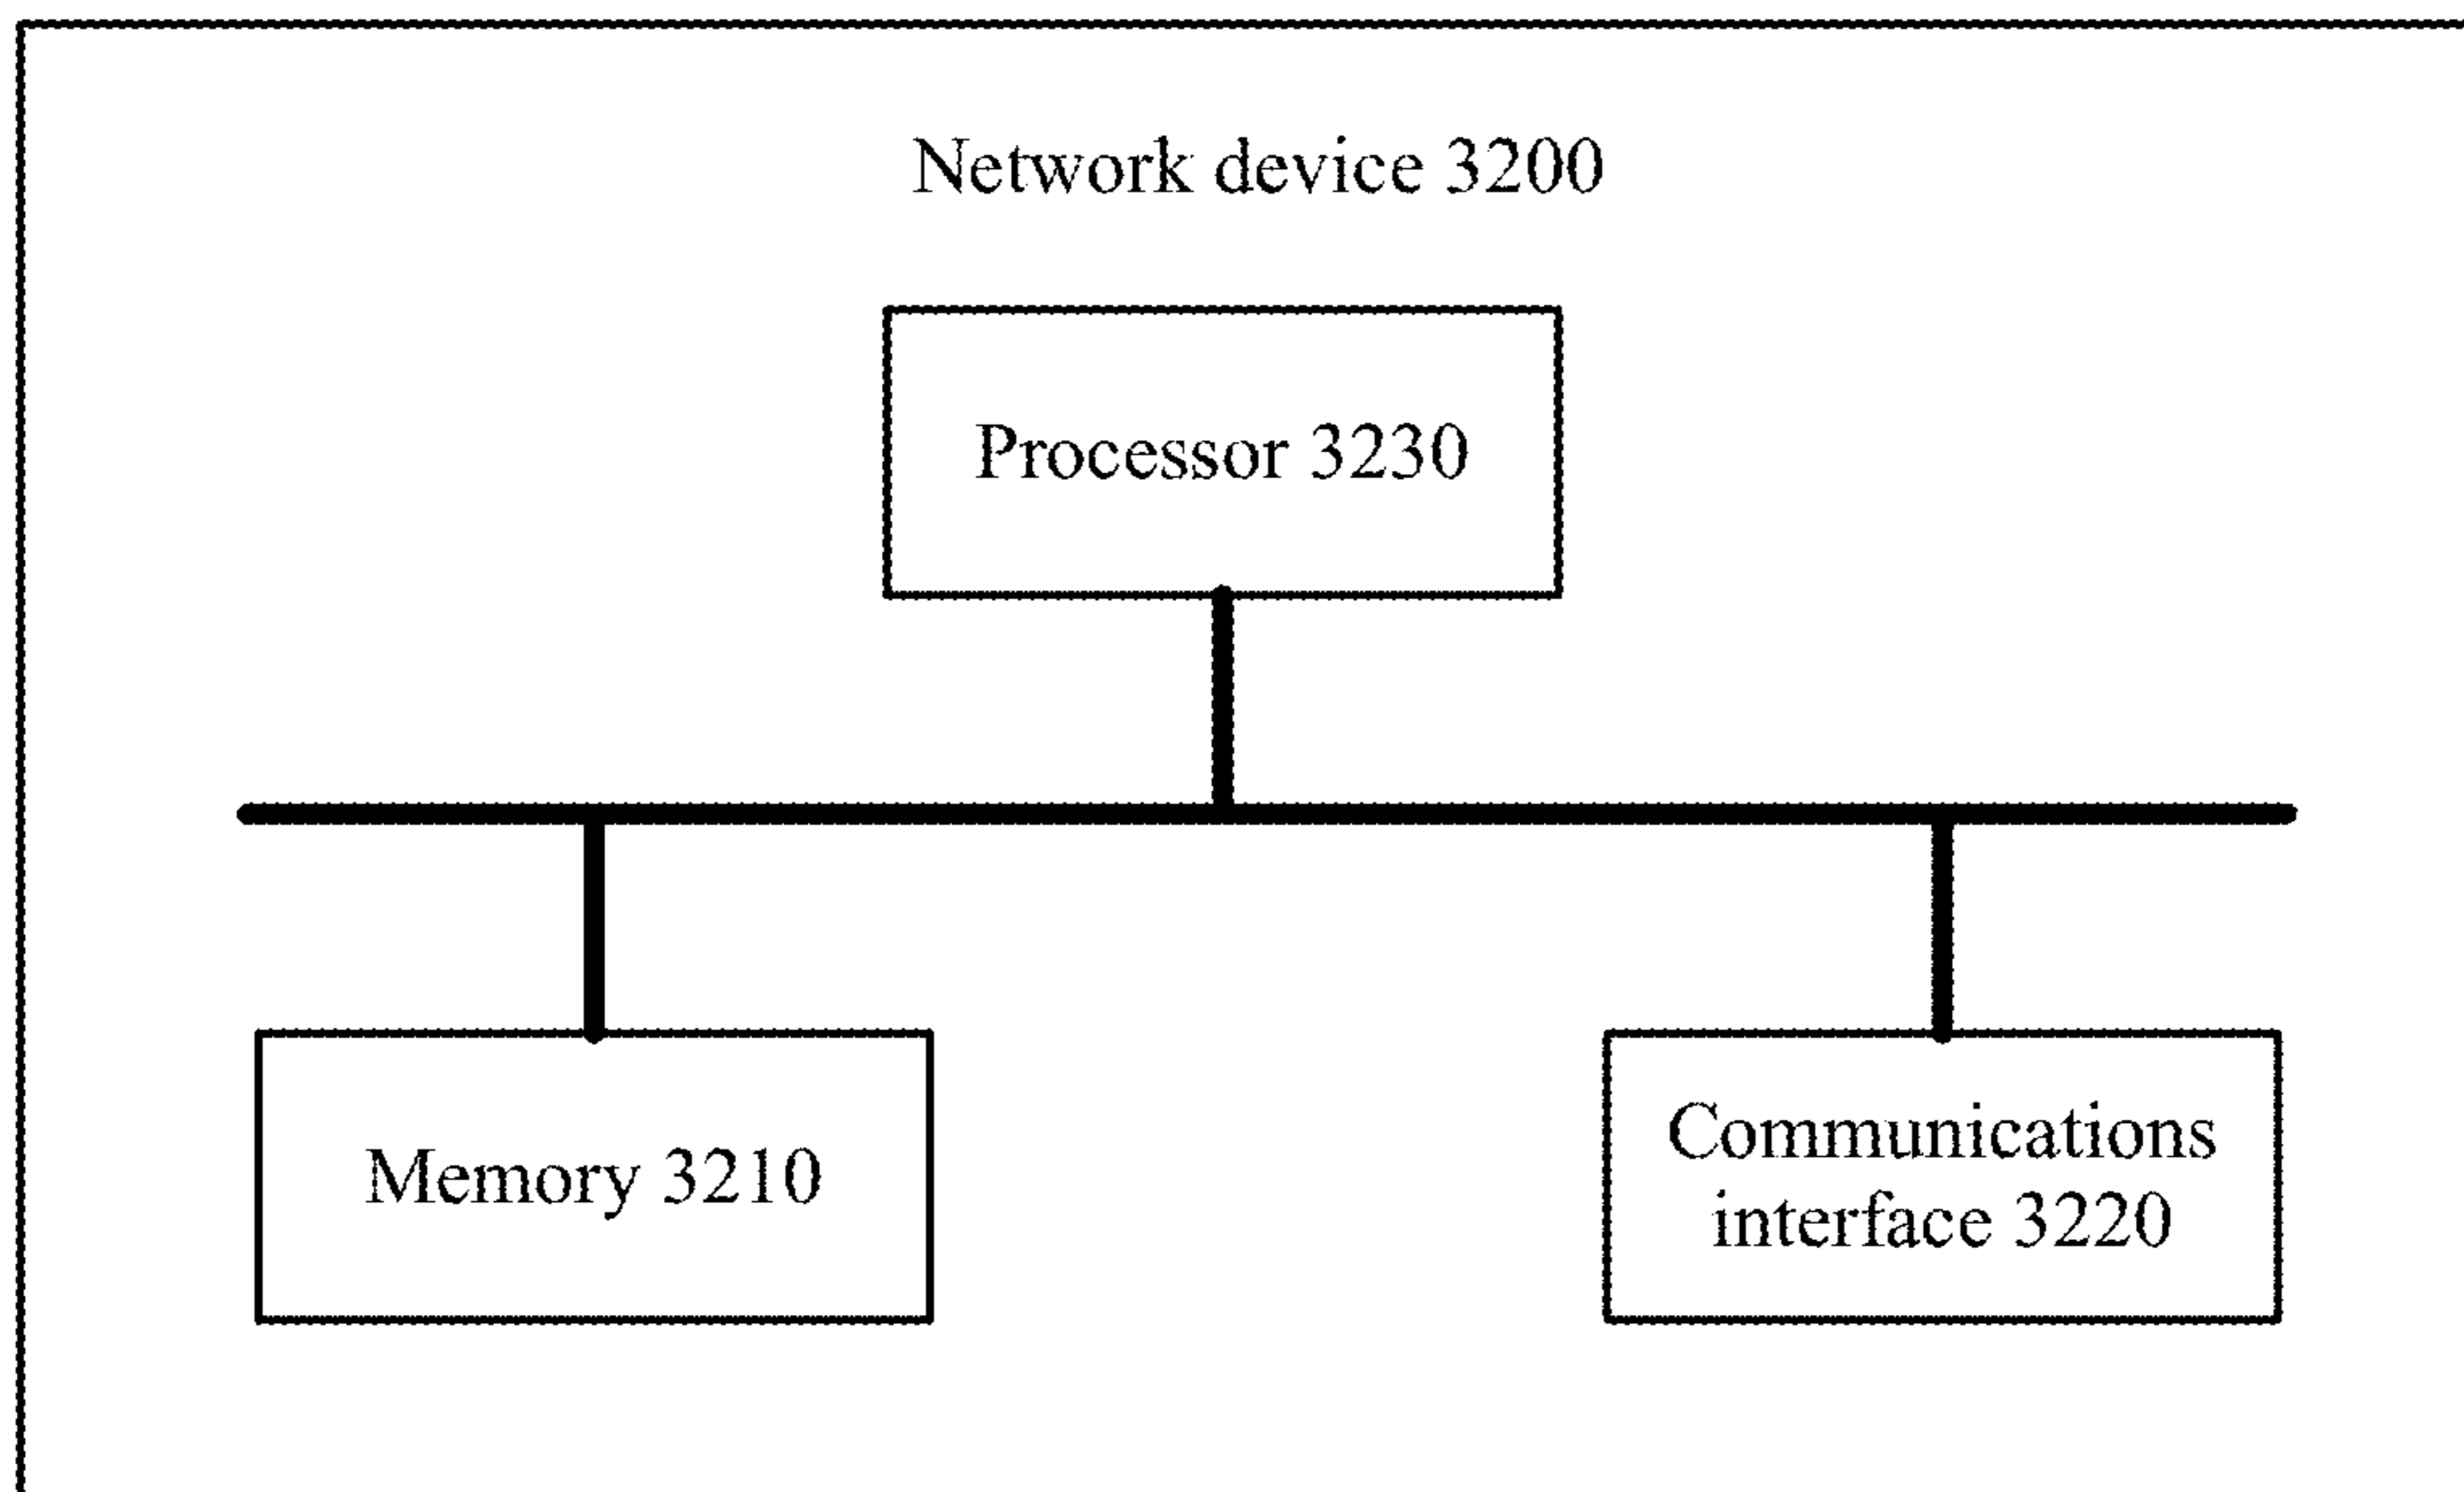 Network device 3200
Processor 3230
Memory 3210
Communications
interface 3220